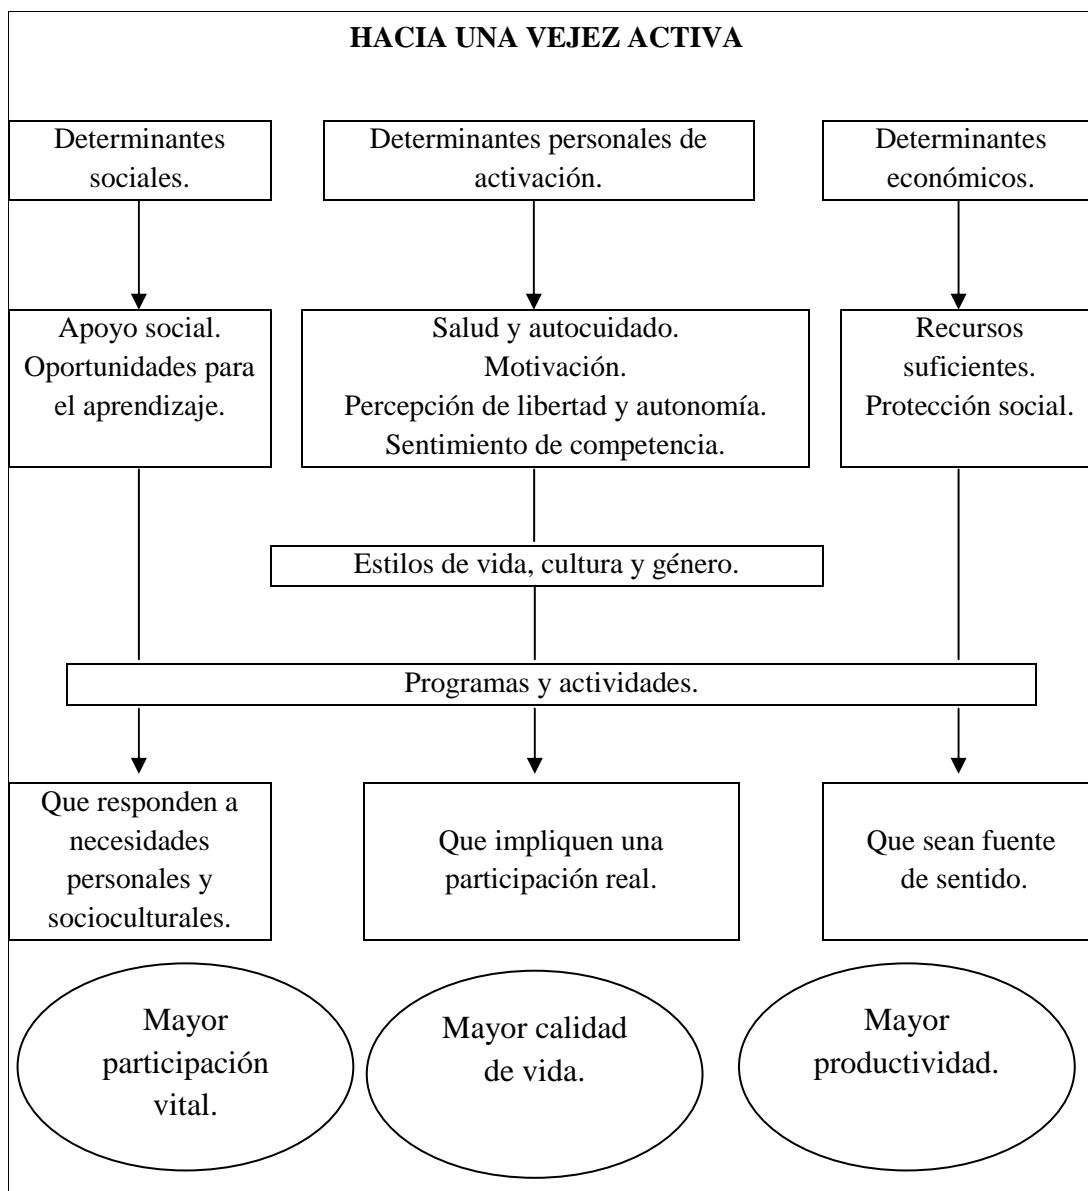 HACIA UNA VEJEZ ACTIVA
Determinantes
sociales.
Determinantes personales de
activación.
Determinantes
económicos.
Apoyo social.
Oportunidades para
el aprendizaje.
Salud y autocuidado.
Motivación.
Percepción de libertad y autonomía.
Sentimiento de competencia.
Recursos
suficientes.
Protección social.
Estilos de vida, cultura y género.
Programas y actividades.
Que responden a
necesidades
personales y
socioculturales.
Que impliquen una
participación real.
Que sean fuente
de sentido.
Mayor
participación
vital.
Mayor calidad
de vida.
Mayor
productividad.